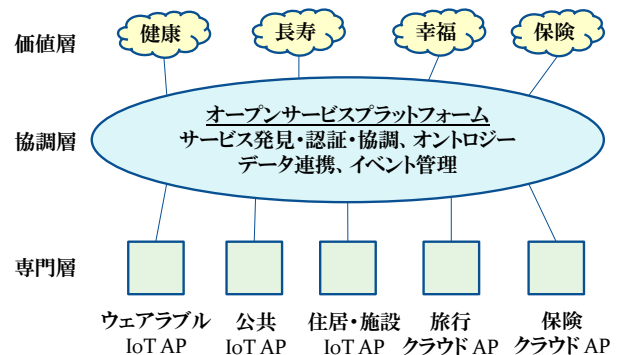 価値層
健康
長寿
幸福
保険
協調層
オープンサービスプラットフォーム
サービス発見・認証・協調、オントロジー
データ連携、イベント管理
専門層
ウェアラブル
IoT AP
公共
IoT AP
住居・施設
IoT AP
旅行
クラウド AP
保険
クラウド AP